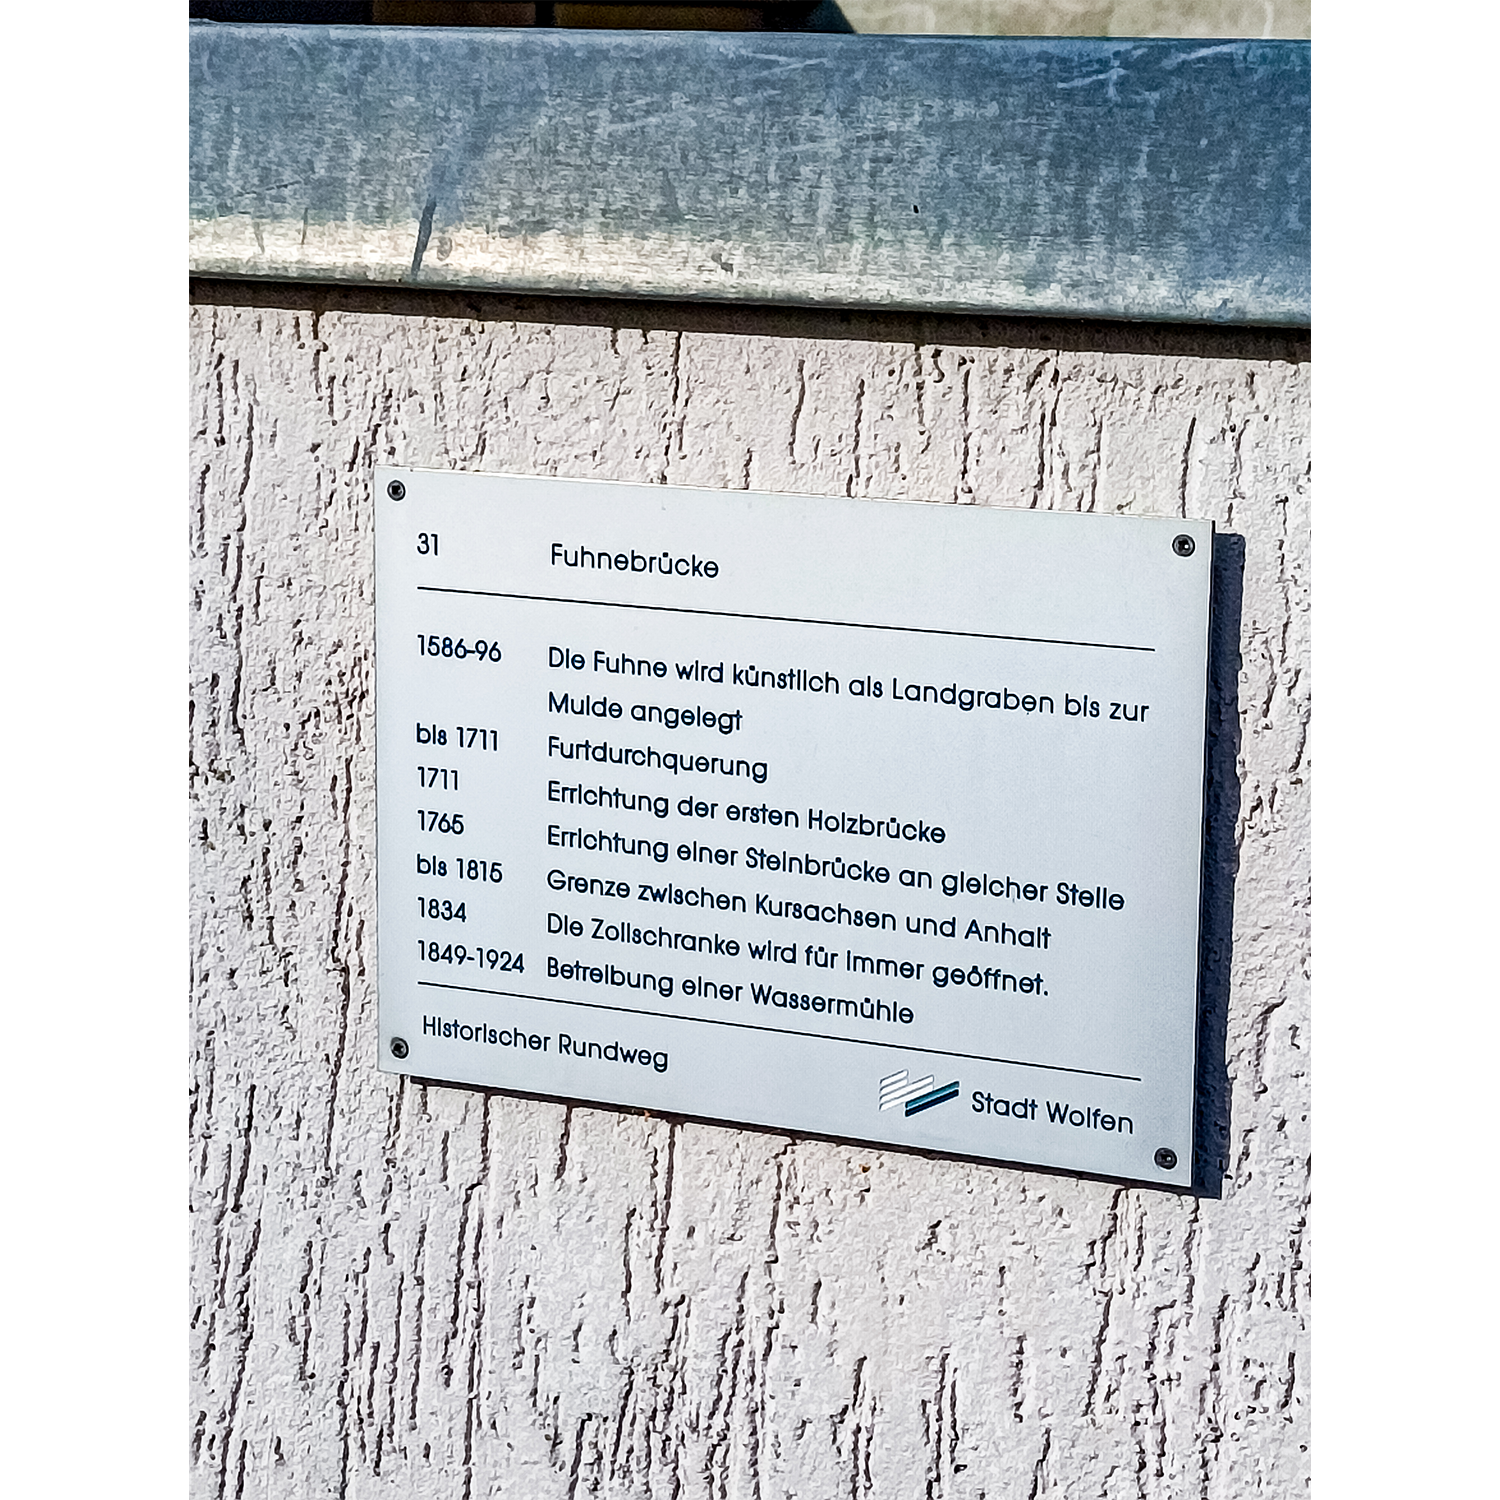 31 Fuhnebrücke
1586-96 Die Fuhne wird künstlich als Landgraben bis zur
Mulde angelegt
bis 1711 Furtdurchquerung
1711 Errichtung der ersten Holzbrücke
1765 Errichtung einer Steinbrücke an gleicher Stelle
bis 1815 Grenze zwischen Kursachsen und Anhalt
1834 Die Zollschranke wird für immer geöffnet.
1849-1924 Betreibung einer Wassermühle
Historischer Rundweg
Stadt Wolfen